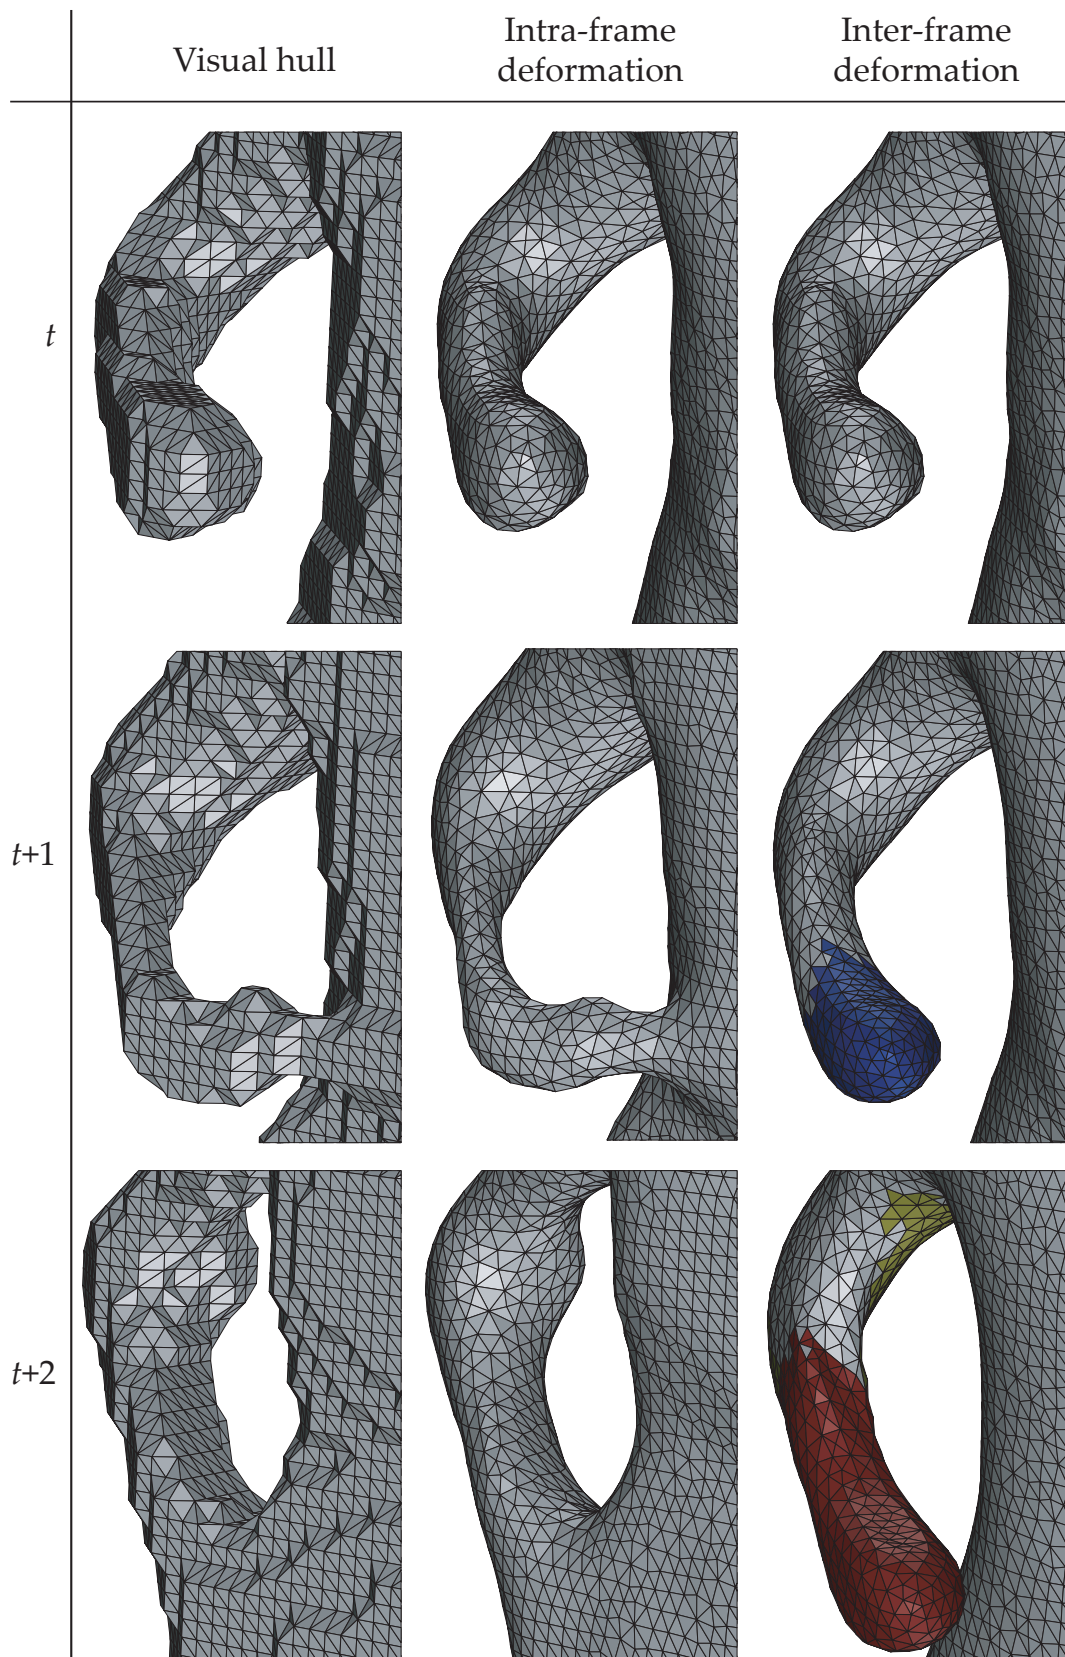 Visual hull
Intra-frame
deformation
Inter-frame
deformation
t
t+1
t+2